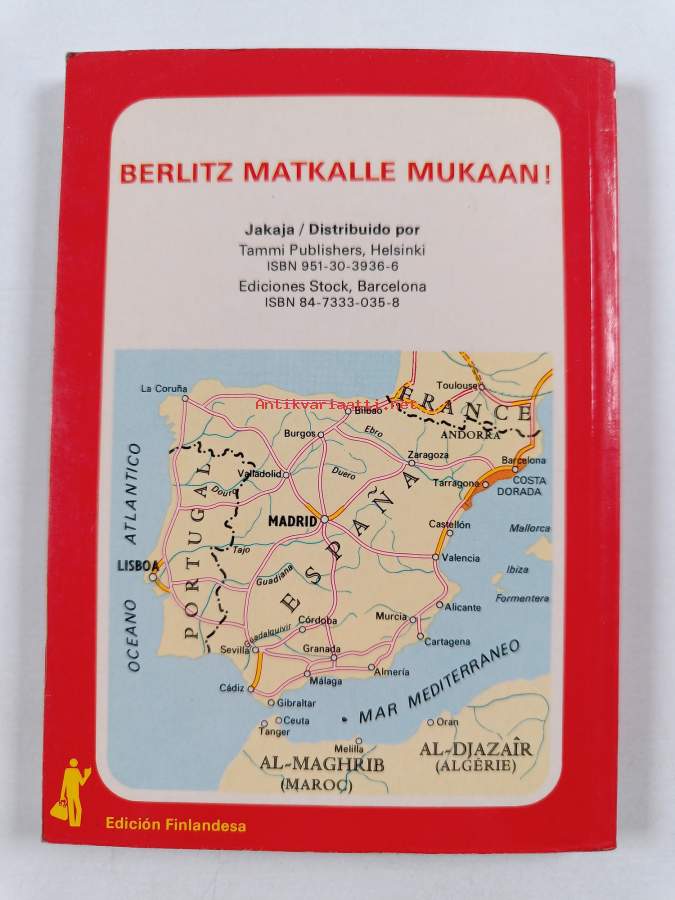 BERLITZ MATKALLE MUKAAN!
Jakaja / Distribuido por
Tammi Publishers, Helsinki
ISBN 951-30-3936-6
Ediciones Stock, Barcelona
ISBN 84-7333-035-8
La Coruña
Toulouse
Antikvariaatti.net
FRANCE
Bilbao
Burgos
Ebro
ANDORRA
Zaragoza
Barcelona
Valladolid
Duero
Tarragona
COSTA
DORADA
Douro
MADRID
OCEANO ATLANTICO
PORTUGAL
ESPAÑA
Castellón
Mallorca
Tajo
Valencia
LISBOA
Guadiana
Ibiza
Formentera
Alicante
Murcia
Córdoba
Guadalquivir
Cartagena
Sevilla
Granada
Almería
Málaga
Cádiz
MAR MEDITERRANEO
Gibraltar
Ceuta
Tanger
Oran
Melilla
AL-MAGHRIB
(MAROC)
AL-DJAZAÎR
(ALGÉRIE)
Edición Finlandesa